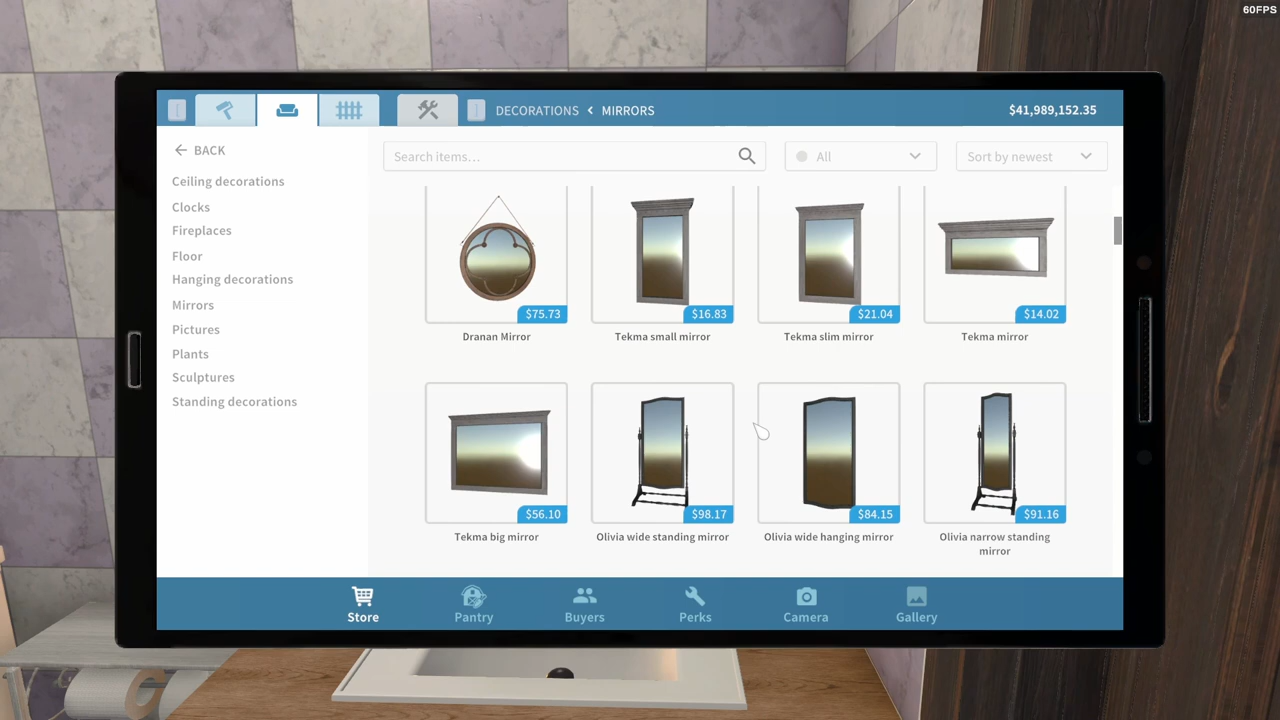 60FPS
DECORATIONS < MIRRORS
$41,989,152.35
BACK
Search items...
All
Sort by newest
Ceiling decorations
Clocks
Fireplaces
Floor
Hanging decorations
Mirrors
Pictures
Plants
Sculptures
Standing decorations
$75.73
$16.83
$21.04
$14.02
Dranan Mirror
Tekma small mirror
Tekma slim mirror
Tekma mirror
$56.10
$98.17
$84.15
$91.16
Tekma big mirror
Olivia wide standing mirror
Olivia wide hanging mirror
Olivia narrow standing
mirror
Store
Pantry
Buyers
Perks
Camera
Gallery